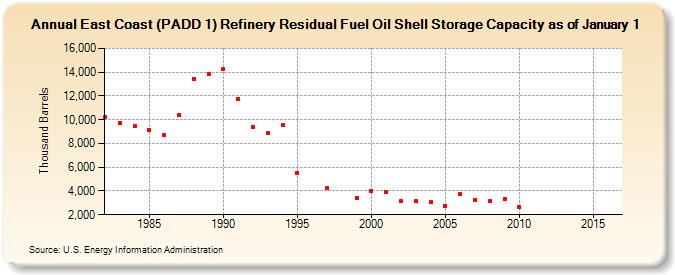 Annual East Coast (PADD 1) Refinery Residual Fuel Oil Shell Storage Capacity as of January 1
Thousand Barrels
16,000
14,000
12,000
10,000
8,000
6,000
4,000
2,000
1985 1990 1995 2000 2005 2010 2015
Source: U.S. Energy Information Administration